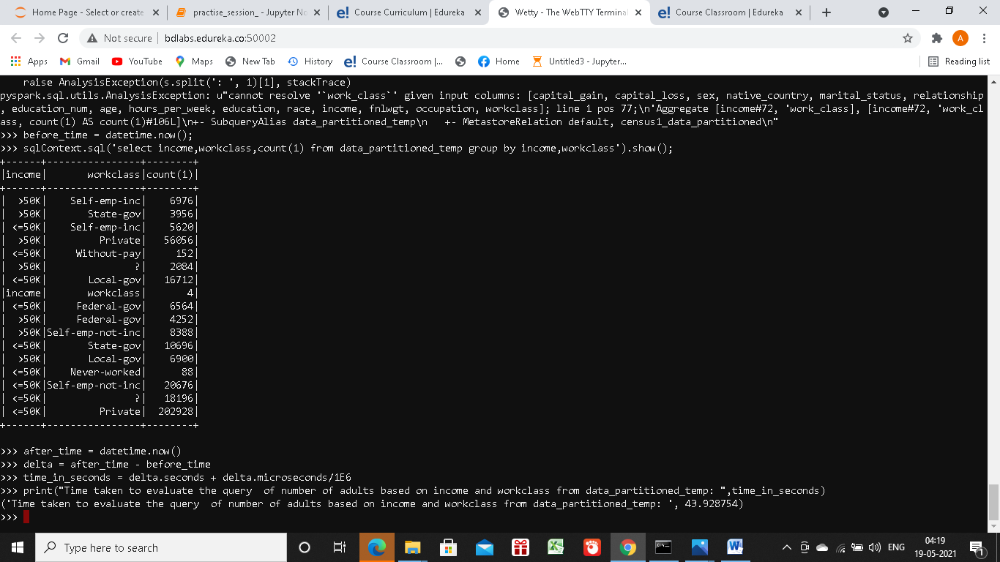 Home Page - Select or create
practise_session_ - Jupyter No
Course Curriculum | Edureka
Wetty - The WebTTY Terminal
Course Classroom | Edureka
Not secure | bdlabs.edureka.co:50002
A
Apps Gmail YouTube Maps New Tab History Course Classroom |... Home Untitled3 - Jupyter... Reading list
raise AnalysisException(s.split(': ', 1)[1], stackTrace)
pyspark.sql.utils.AnalysisException: u"cannot resolve '`work_class`' given input columns: [capital_gain, capital_loss, sex, native_country, marital_status, relationship
, education_num, age, hours_per_week, education, race, income, fnlwgt, occupation, workclass]; line 1 pos 77;\n'Aggregate [income#72, 'work_class], [income#72, 'work_cl
ass, count(1) AS count(1)#106L]\n+- SubqueryAlias data_partitioned_temp\n   +- MetastoreRelation default, census1_data_partitioned\n"
>>> before_time = datetime.now();
>>> sqlContext.sql('select income,workclass,count(1) from data_partitioned_temp group by income,workclass').show();
+------+----------------+--------+
|income|       workclass|count(1)|
+------+----------------+--------+
|  >50K|    Self-emp-inc|    6976|
|  >50K|       State-gov|    3956|
| <=50K|    Self-emp-inc|    5620|
|  >50K|         Private|   56056|
| <=50K|     Without-pay|     152|
|  >50K|               ?|    2084|
| <=50K|       Local-gov|   16712|
|income|       workclass|       4|
| <=50K|     Federal-gov|    6564|
|  >50K|     Federal-gov|    4252|
|  >50K|Self-emp-not-inc|    8388|
| <=50K|       State-gov|   10696|
|  >50K|       Local-gov|    6900|
| <=50K|    Never-worked|      88|
| <=50K|Self-emp-not-inc|   20676|
| <=50K|               ?|   18196|
| <=50K|         Private|  202928|
+------+----------------+--------+
>>> after_time = datetime.now()
>>> delta = after_time - before_time
>>> time_in_seconds = delta.seconds + delta.microseconds/1E6
>>> print("Time taken to evaluate the query  of number of adults based on income and workclass from data_partitioned_temp: ",time_in_seconds)
('Time taken to evaluate the query  of number of adults based on income and workclass from data_partitioned_temp: ', 43.928754)
>>>
Type here to search
ENG
04:19
19-05-2021
1